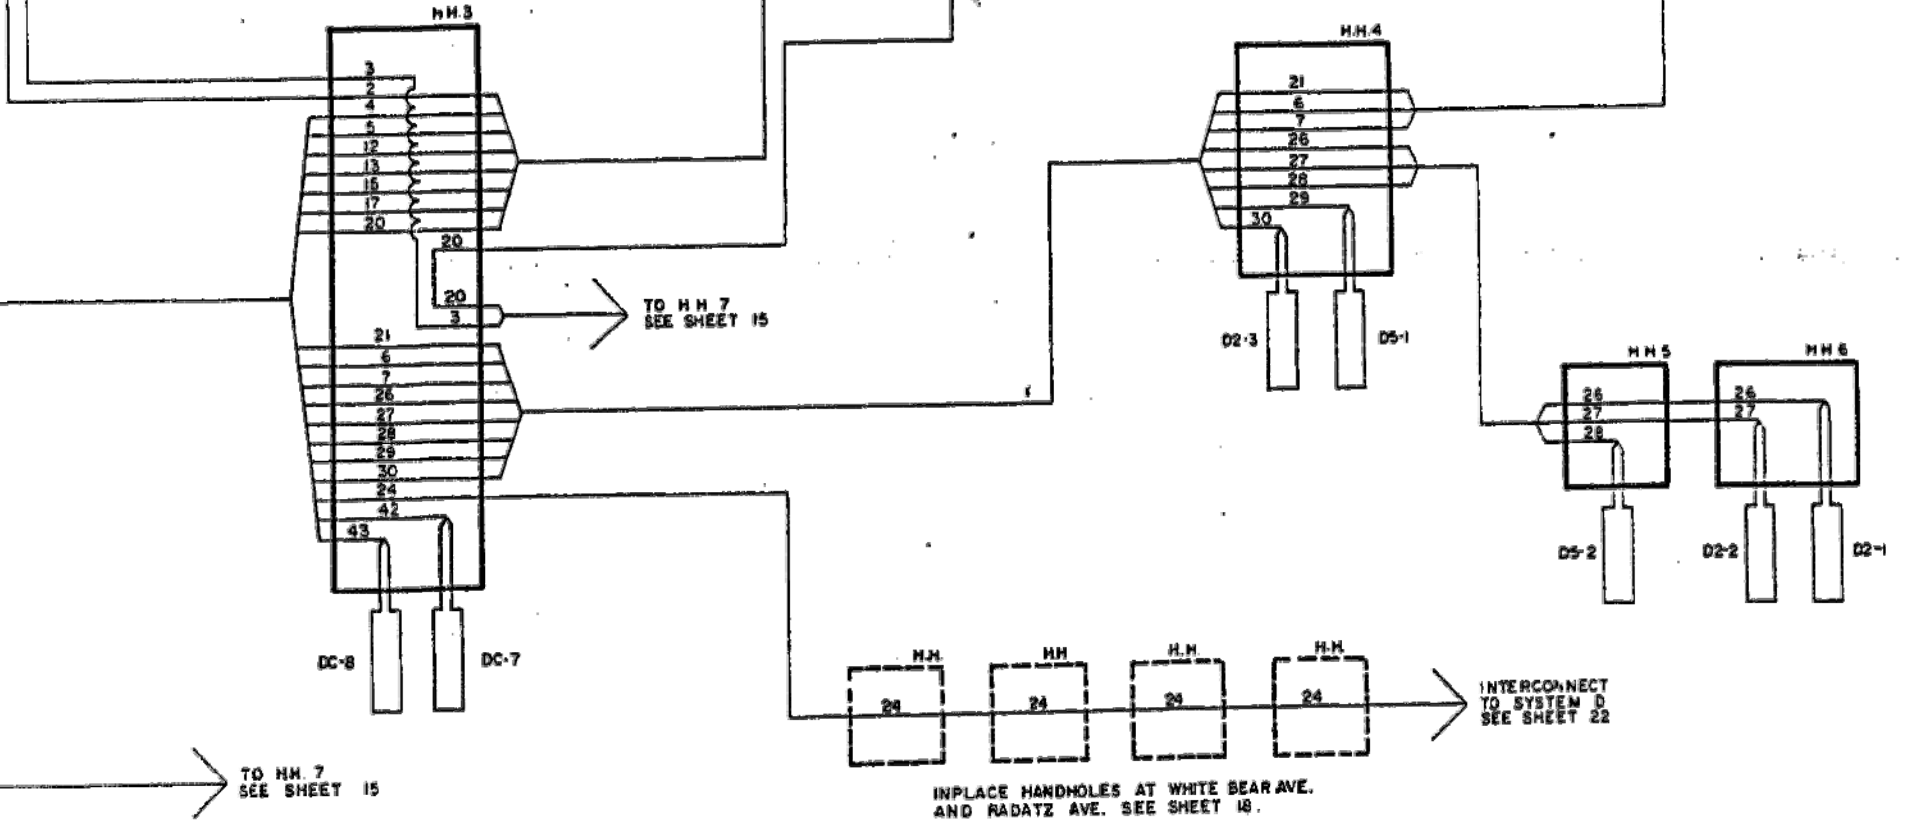 H.H.3
3
2
4
5
12
13
15
17
20
20
20
3
TO H H 7
SEE SHEET 15
21
6
7
26
27
28
29
30
24
42
43
DC-8
DC-7
H.H.4
21
6
7
26
27
28
29
30
D2-3
D5-1
H H 5
26
27
28
D5-2
H H 6
26
27
D2-2
D2-1
H.H.
24
H.H
24
H.H.
24
H.H.
24
INTERCONNECT
TO SYSTEM D
SEE SHEET 22
INPLACE HANDHOLES AT WHITE BEAR AVE.
AND RADATZ AVE. SEE SHEET 18.
TO H.H. 7
SEE SHEET 15